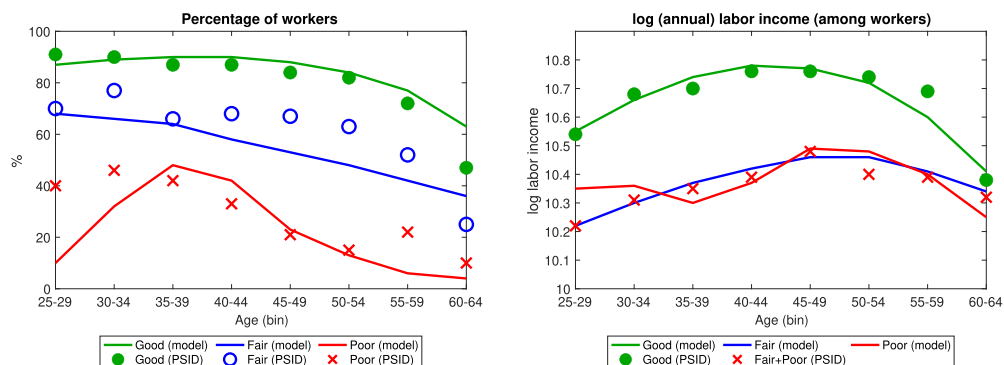 Percentage of workers
100
80
60
40
20
0
%
25-29 30-34 35-39 40-44 45-49 50-54 55-59 60-64
Age (bin)
Good (model) Fair (model) Poor (model)
Good (PSID) Fair (PSID) Poor (PSID)
log (annual) labor income (among workers)
10.8
10.7
10.6
10.5
10.4
10.3
10.2
10.1
10
log labor income
25-29 30-34 35-39 40-44 45-49 50-54 55-59 60-64
Age (bin)
Good (model) Fair (model) Poor (model)
Good (PSID) Fair+Poor (PSID)